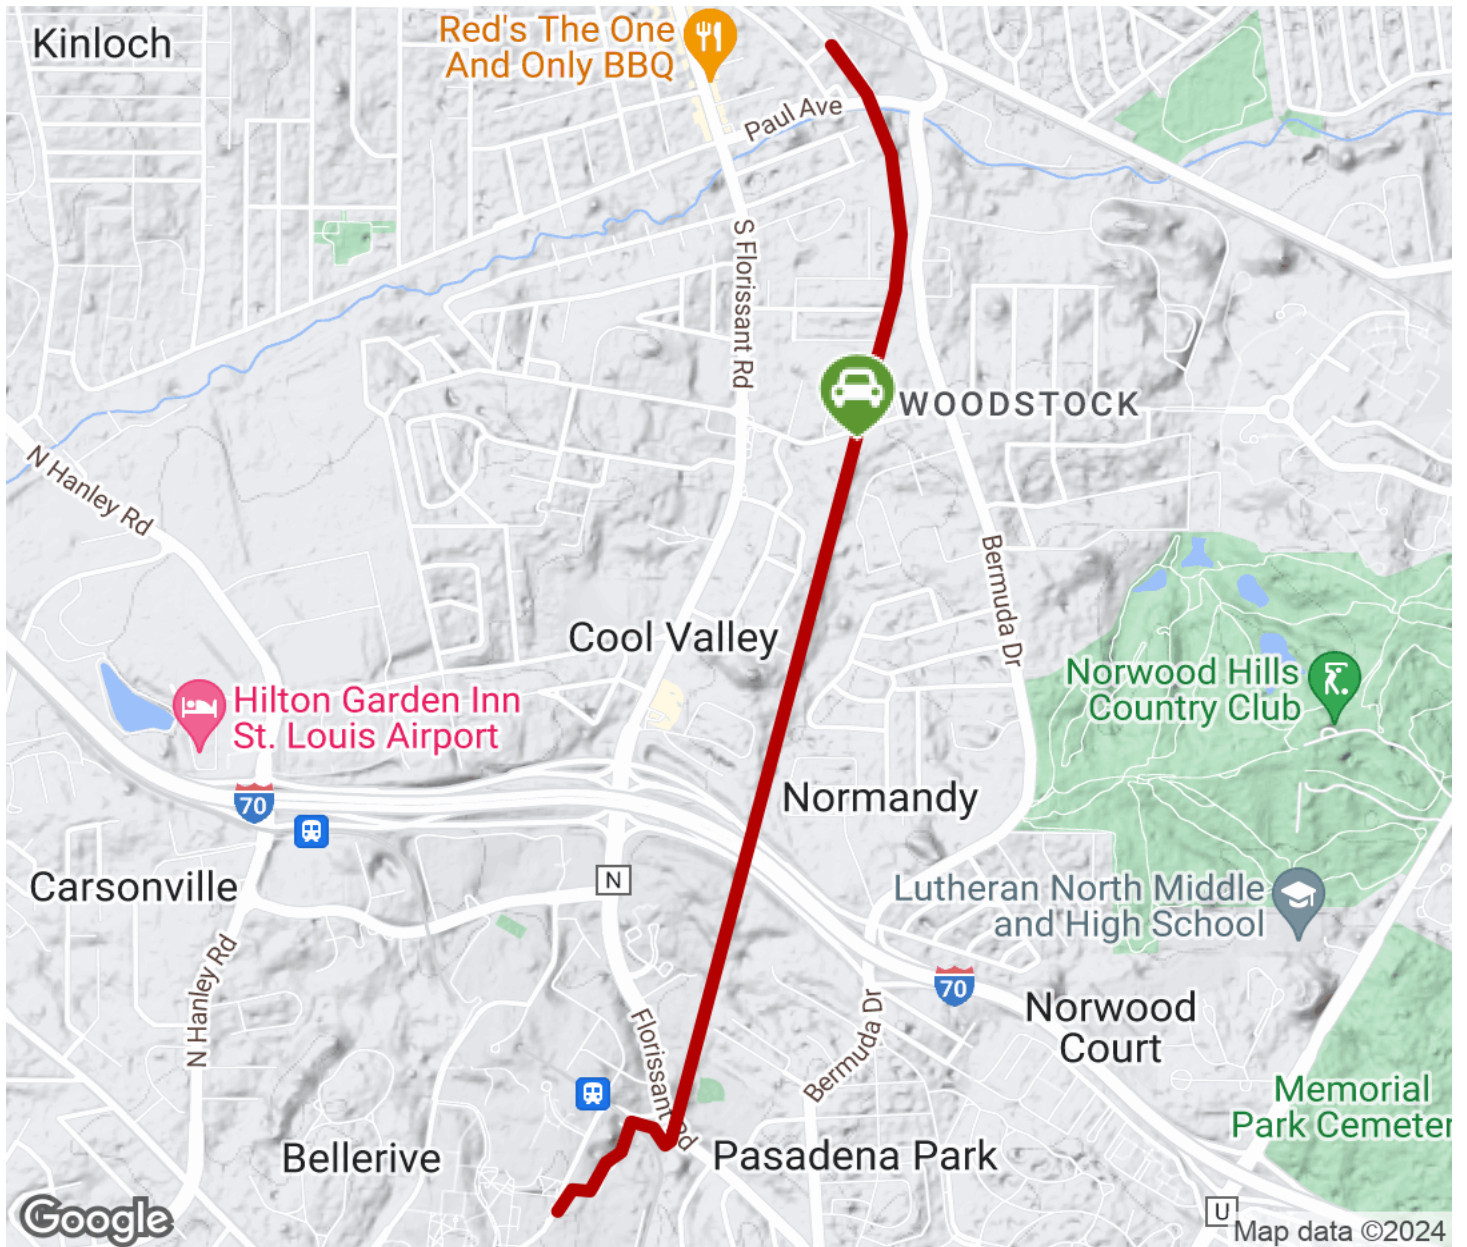 Kinloch
Red's The One
And Only BBQ
Paul Ave
S Florissant Rd
WOODSTOCK
N Hanley Rd
Bermuda Dr
Cool Valley
Norwood Hills
Country Club
Hilton Garden Inn
St. Louis Airport
70
Normandy
N
Carsonville
Lutheran North Middle
and High School
N Hanley Rd
70
Norwood
Court
Florissant Rd
Bermuda Dr
Memorial
Park Cemeter
Bellerive
Pasadena Park
U
Google
Map data ©2024